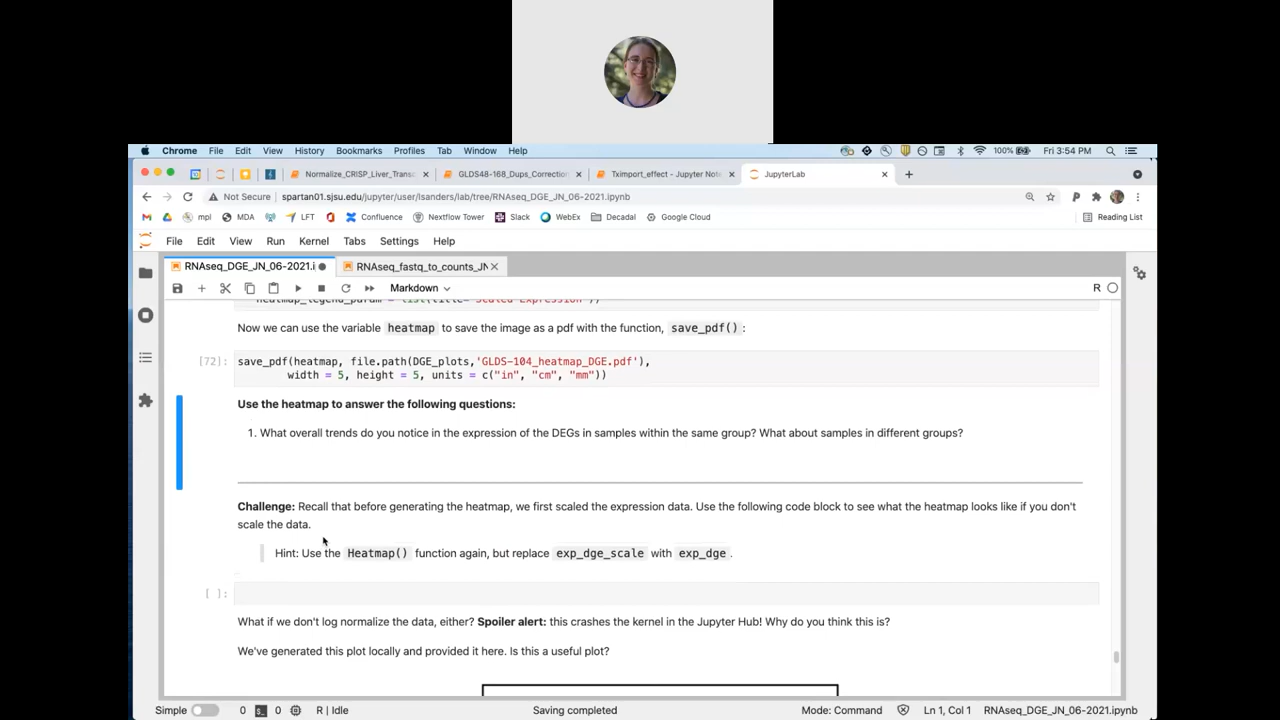 Chrome File Edit View History Bookmarks Profiles Tab Window Help 100% Fri 3:54 PM
Normalize_CRISP_Liver_Trans GLDS48-168_Dups_Correction Tximport_effect - Jupyter Not JupyterLab
Not Secure spartan01.sjsu.edu/jupyter/user/lsanders/lab/tree/RNAseq_DGE_JN_06-2021.ipynb
mpl MDA LFT Confluence Nextflow Tower Slack WebEx Decadal Google Cloud Reading List
File Edit View Run Kernel Tabs Settings Help
RNAseq_DGE_JN_06-2021.i RNAseq_fastq_to_counts_JN
Markdown R
heatmap_legend_param = list(title="Scaled Expression"))
Now we can use the variable heatmap to save the image as a pdf with the function, save_pdf() :
[72]: save_pdf(heatmap, file.path(DGE_plots,'GLDS-104_heatmap_DGE.pdf'),
width = 5, height = 5, units = c("in", "cm", "mm"))
Use the heatmap to answer the following questions:
1. What overall trends do you notice in the expression of the DEGs in samples within the same group? What about samples in different groups?
Challenge: Recall that before generating the heatmap, we first scaled the expression data. Use the following code block to see what the heatmap looks like if you don't
scale the data.
Hint: Use the Heatmap() function again, but replace exp_dge_scale with exp_dge .
[ ]:
What if we don't log normalize the data, either? Spoiler alert: this crashes the kernel in the Jupyter Hub! Why do you think this is?
We've generated this plot locally and provided it here. Is this a useful plot?
Simple 0 0 R | Idle Saving completed Mode: Command Ln 1, Col 1 RNAseq_DGE_JN_06-2021.ipynb